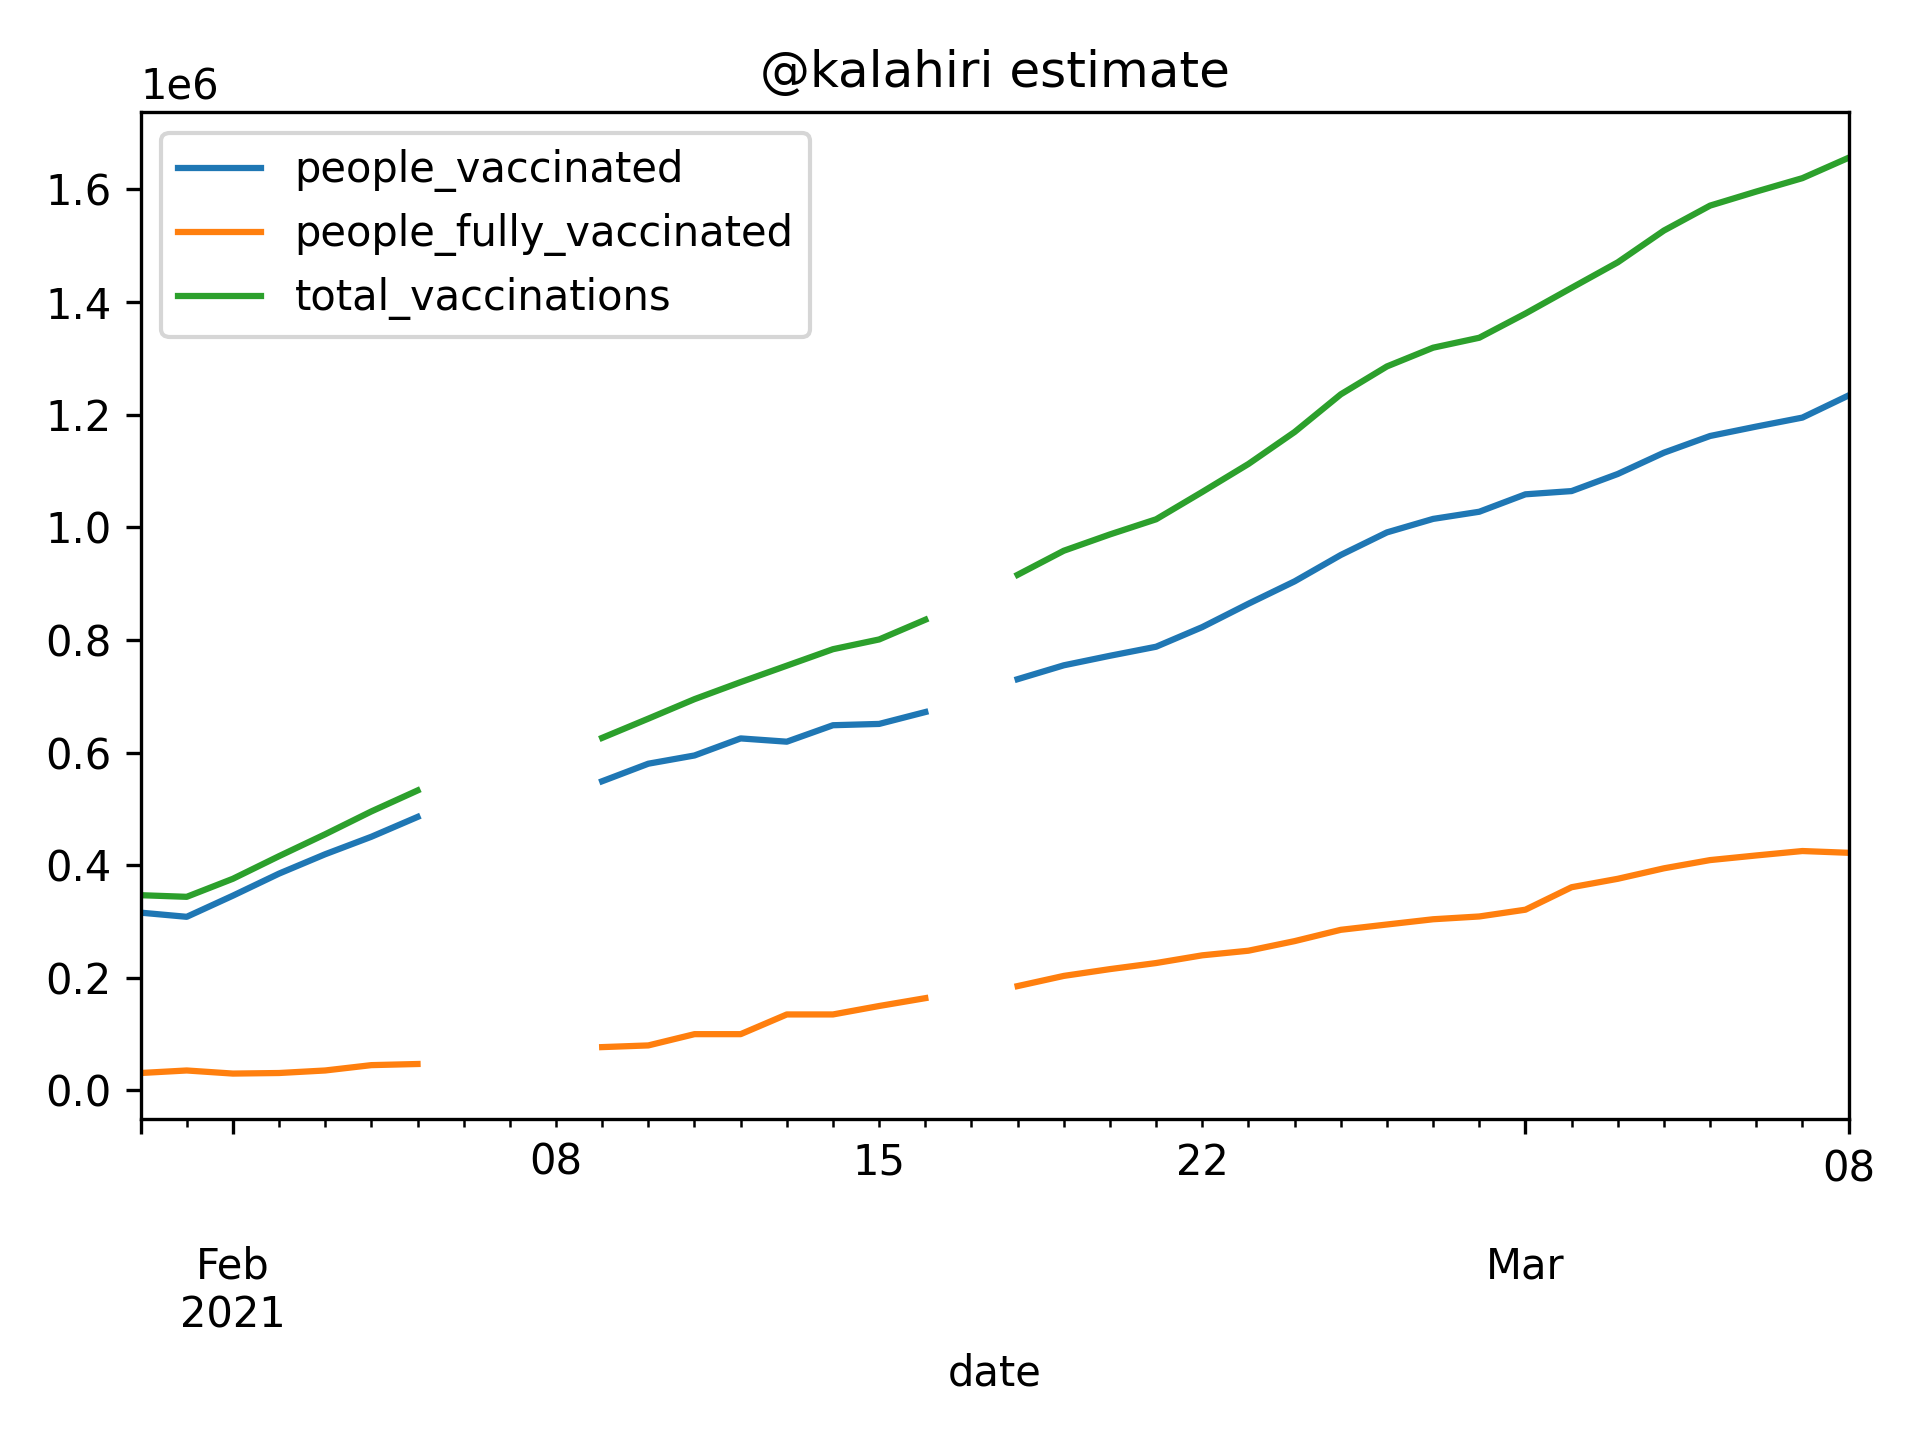 @kalahiri estimate
1e6
people_vaccinated
people_fully_vaccinated
total_vaccinations
1.6
1.4
1.2
1.0
0.8
0.6
0.4
0.2
0.0
08
15
22
08
Feb
2021
Mar
date